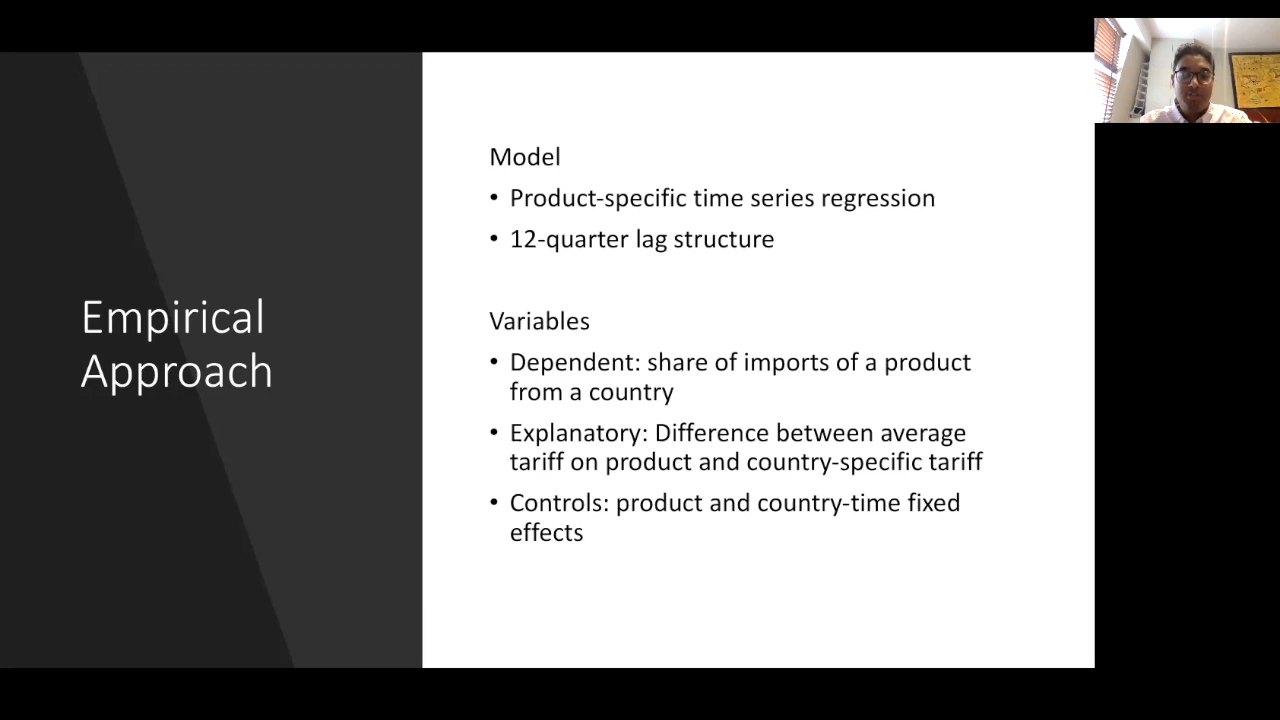 Empirical
Approach
Model
• Product-specific time series regression
• 12-quarter lag structure
Variables
• Dependent: share of imports of a product
from a country
• Explanatory: Difference between average
tariff on product and country-specific tariff
• Controls: product and country-time fixed
effects